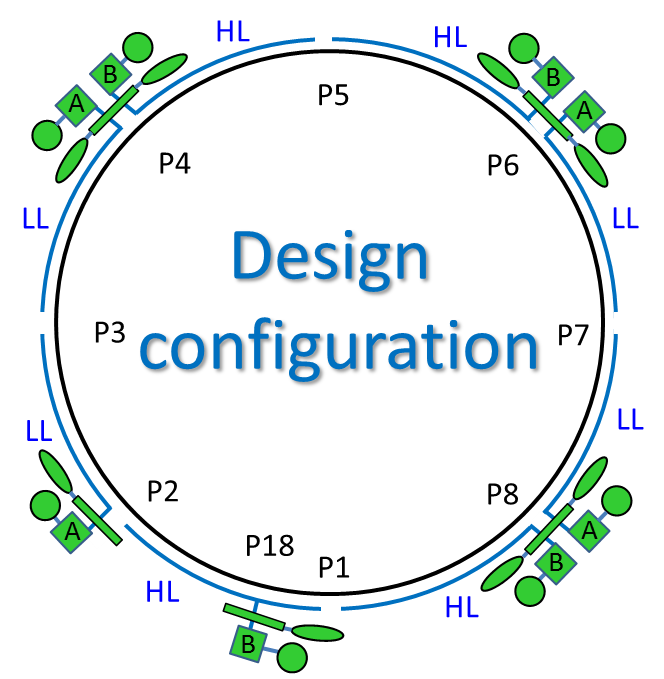 HL
HL
B
B
A
A
P5
P4
P6
LL
LL
Design
P3
configuration
P7
LL
LL
P2
P8
A
A
P18
P1
B
HL
HL
B